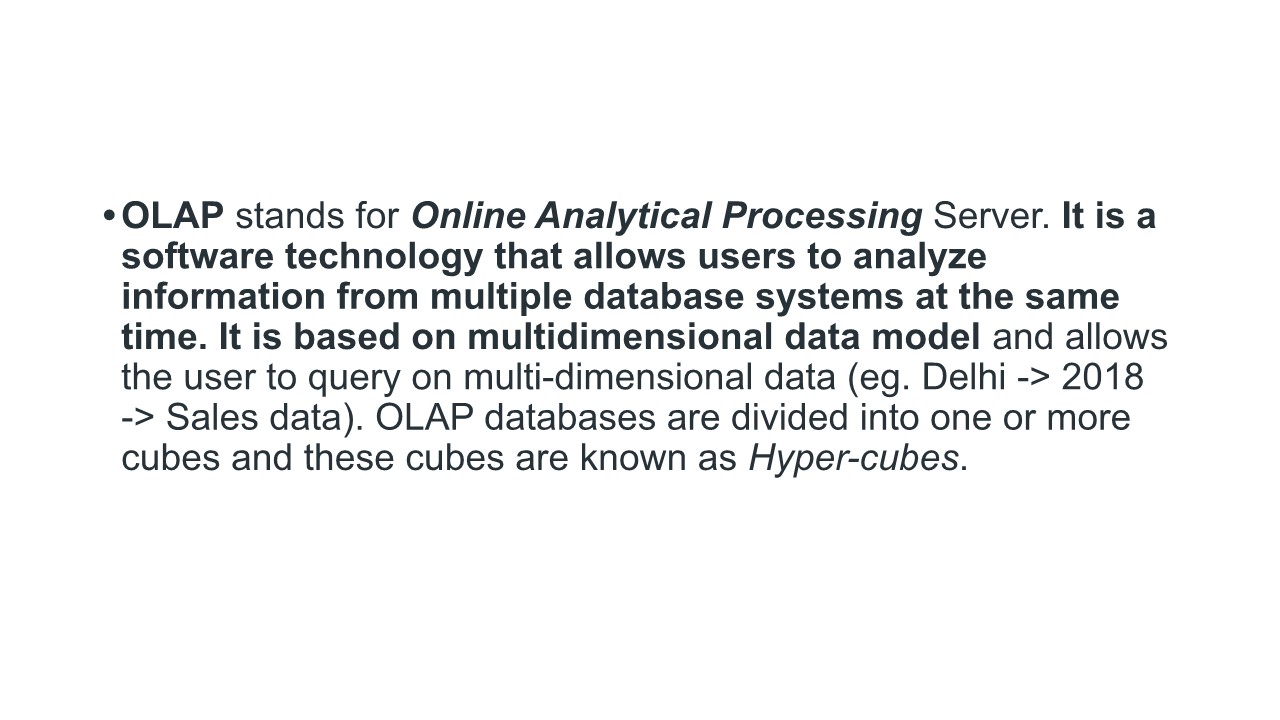 •OLAP stands for Online Analytical Processing Server. It is a
software technology that allows users to analyze
information from multiple database systems at the same
time. It is based on multidimensional data model and allows
the user to query on multi-dimensional data (eg. Delhi -> 2018
-> Sales data). OLAP databases are divided into one or more
cubes and these cubes are known as Hyper-cubes.